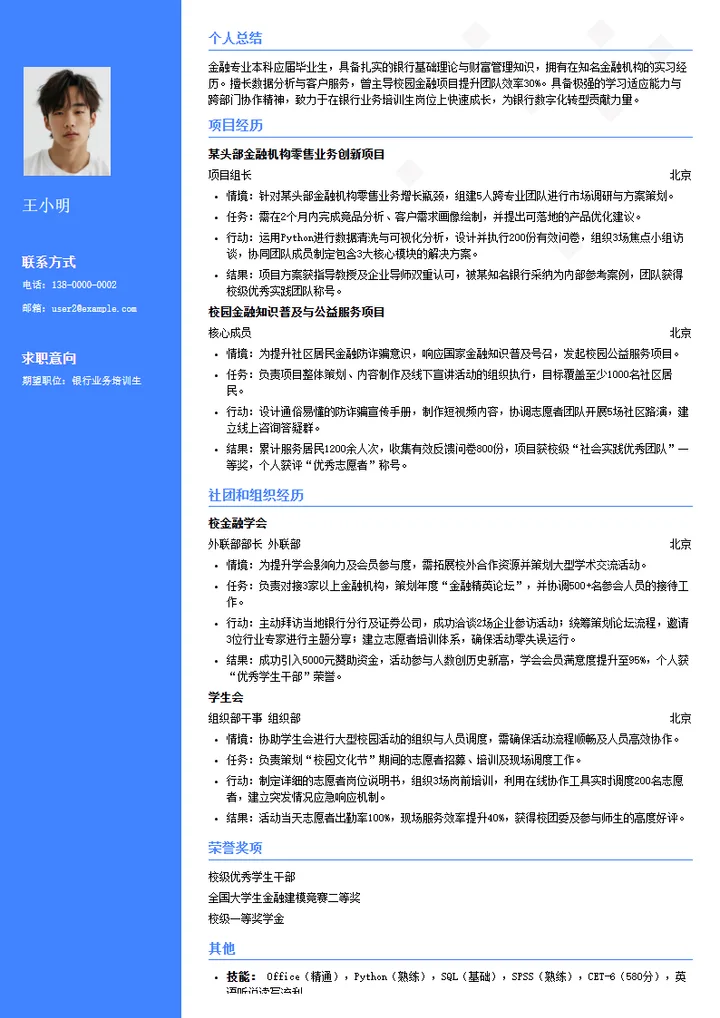 王小明
联系方式
电话：138-0000-0002
邮箱：user2@example.com
求职意向
期望职位：银行业务培训生
个人总结
金融专业本科应届毕业生，具备扎实的银行基础理论与财富管理知识，拥有在知名金融机构的实习经
历。擅长数据分析与客户服务，曾主导校园金融项目提升团队效率30%。具备极强的学习适应能力与
跨部门协作精神，致力于在银行业务培训生岗位上快速成长，为银行数字化转型贡献力量。
项目经历
某头部金融机构零售业务创新项目
项目组长 北京
• 情境：针对某头部金融机构零售业务增长瓶颈，组建5人跨专业团队进行市场调研与方案策划。
• 任务：需在2个月内完成竞品分析、客户需求画像绘制，并提出可落地的产品优化建议。
• 行动：运用Python进行数据清洗与可视化分析，设计并执行200份有效问卷，组织3场焦点小组访
谈，协同团队成员制定包含3大核心模块的解决方案。
• 结果：项目方案获指导教授及企业导师双重认可，被某知名银行采纳为内部参考案例，团队获得
校级优秀实践团队称号。
校园金融知识普及与公益服务项目
核心成员 北京
• 情境：为提升社区居民金融防诈骗意识，响应国家金融知识普及号召，发起校园公益服务项目。
• 任务：负责项目整体策划、内容制作及线下宣讲活动的组织执行，目标覆盖至少1000名社区居
民。
• 行动：设计通俗易懂的防诈骗宣传手册，制作短视频内容，协调志愿者团队开展5场社区路演，建
立线上咨询答疑群。
• 结果：累计服务居民1200余人次，收集有效反馈问卷800份，项目获校级“社会实践优秀团队”一
等奖，个人获评“优秀志愿者”称号。
社团和组织经历
校金融学会
外联部部长 外联部 北京
• 情境：为提升学会影响力及会员参与度，需拓展校外合作资源并策划大型学术交流活动。
• 任务：负责对接3家以上金融机构，策划年度“金融精英论坛”，并协调500+名参会人员的接待工
作。
• 行动：主动拜访当地银行分行及证券公司，成功洽谈2场企业参访活动；统筹策划论坛流程，邀请
3位行业专家进行主题分享；建立志愿者培训体系，确保活动零失误运行。
• 结果：成功引入5000元赞助资金，活动参与人数创历史新高，学会会员满意度提升至95%，个人获
“优秀学生干部”荣誉。
学生会
组织部干事 组织部 北京
• 情境：协助学生会进行大型校园活动的组织与人员调度，需确保活动流程顺畅及人员高效协作。
• 任务：负责策划“校园文化节”期间的志愿者招募、培训及现场调度工作。
• 行动：制定详细的志愿者岗位说明书，组织3场岗前培训，利用在线协作工具实时调度200名志愿
者，建立突发情况应急响应机制。
• 结果：活动当天志愿者出勤率100%，现场服务效率提升40%，获得校团委及参与师生的高度好评。
荣誉奖项
校级优秀学生干部
全国大学生金融建模竞赛二等奖
校级一等奖学金
其他
• 技能： Office（精通），Python（熟练），SQL（基础），SPSS（熟练），CET-6（580分），英
语听说读写流利